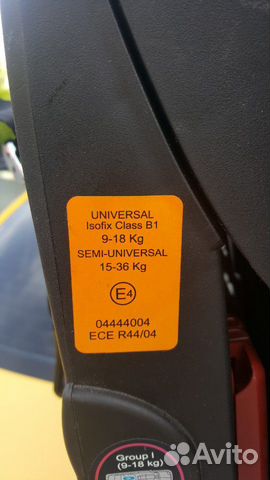 UNIVERSAL
Isofix Class B1
9-18 Kg
SEMI-UNIVERSAL
15-36 Kg
E4
04444004
ECE R44/04
Group I
(9-18 kg)
Avito